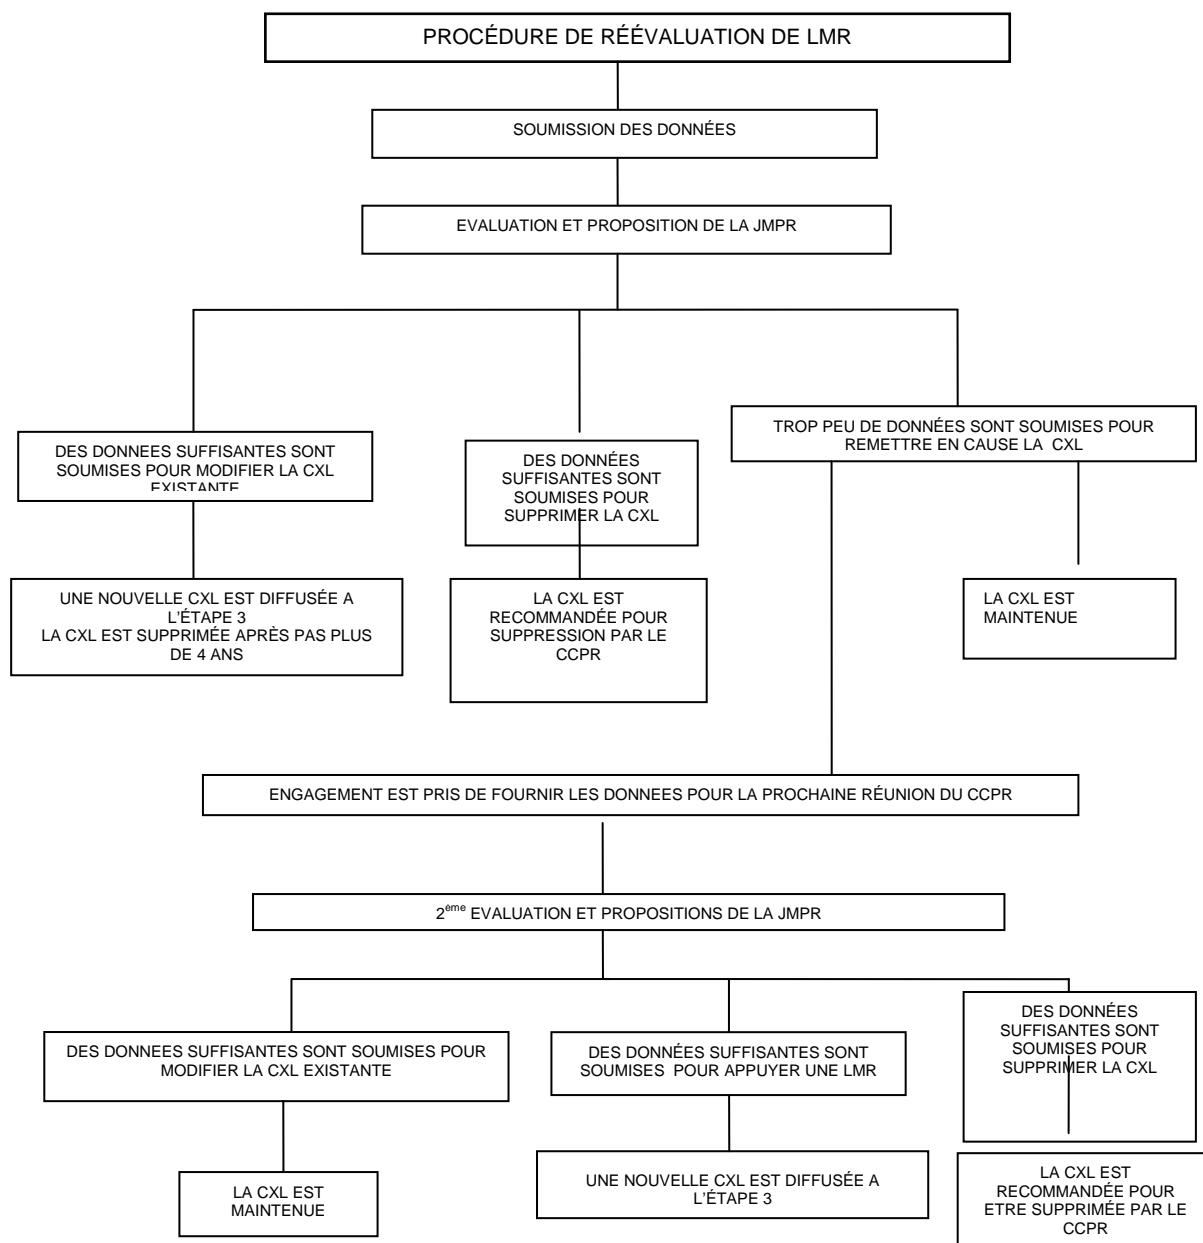 PROCÉDURE DE RÉÉVALUATION DE LMR
SOUMISSION DES DONNÉES
EVALUATION ET PROPOSITION DE LA JMPR
DES DONNEES SUFFISANTES SONT
SOUMISES POUR MODIFIER LA CXL
EXISTANTE
DES DONNÉES
SUFFISANTES SONT
SOUMISES POUR
SUPPRIMER LA CXL
TROP PEU DE DONNÉES SONT SOUMISES POUR
REMETTRE EN CAUSE LA CXL
UNE NOUVELLE CXL EST DIFFUSÉE A
L'ÉTAPE 3
LA CXL EST SUPPRIMÉE APRÈS PAS PLUS
DE 4 ANS
LA CXL EST
RECOMMANDÉE POUR
SUPPRESSION PAR LE
CCPR
LA CXL EST
MAINTENUE
ENGAGEMENT EST PRIS DE FOURNIR LES DONNEES POUR LA PROCHAINE RÉUNION DU CCPR
2ème EVALUATION ET PROPOSITIONS DE LA JMPR
DES DONNEES SUFFISANTES SONT SOUMISES POUR
MODIFIER LA CXL EXISTANTE
DES DONNÉES SUFFISANTES SONT
SOUMISES POUR APPUYER UNE LMR
DES DONNÉES
SUFFISANTES SONT
SOUMISES POUR
SUPPRIMER LA CXL
LA CXL EST
MAINTENUE
UNE NOUVELLE CXL EST DIFFUSÉE A
L'ÉTAPE 3
LA CXL EST
RECOMMANDÉE POUR
ETRE SUPPRIMÉE PAR LE
CCPR